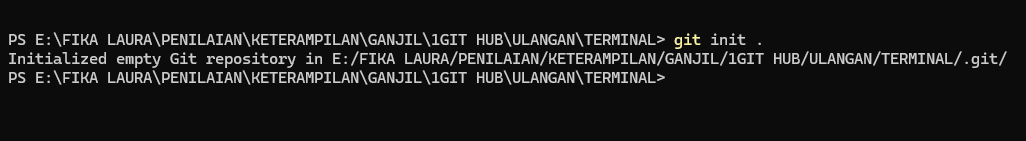 PS E:\FIKA LAURA\PENILAIAN\KETERAMPILAN\GANJIL\1GIT HUB\ULANGAN\TERMINAL> git init .
Initialized empty Git repository in E:/FIKA LAURA/PENILAIAN/KETERAMPILAN/GANJIL/1GIT HUB/ULANGAN/TERMINAL/.git/
PS E:\FIKA LAURA\PENILAIAN\KETERAMPILAN\GANJIL\1GIT HUB\ULANGAN\TERMINAL>